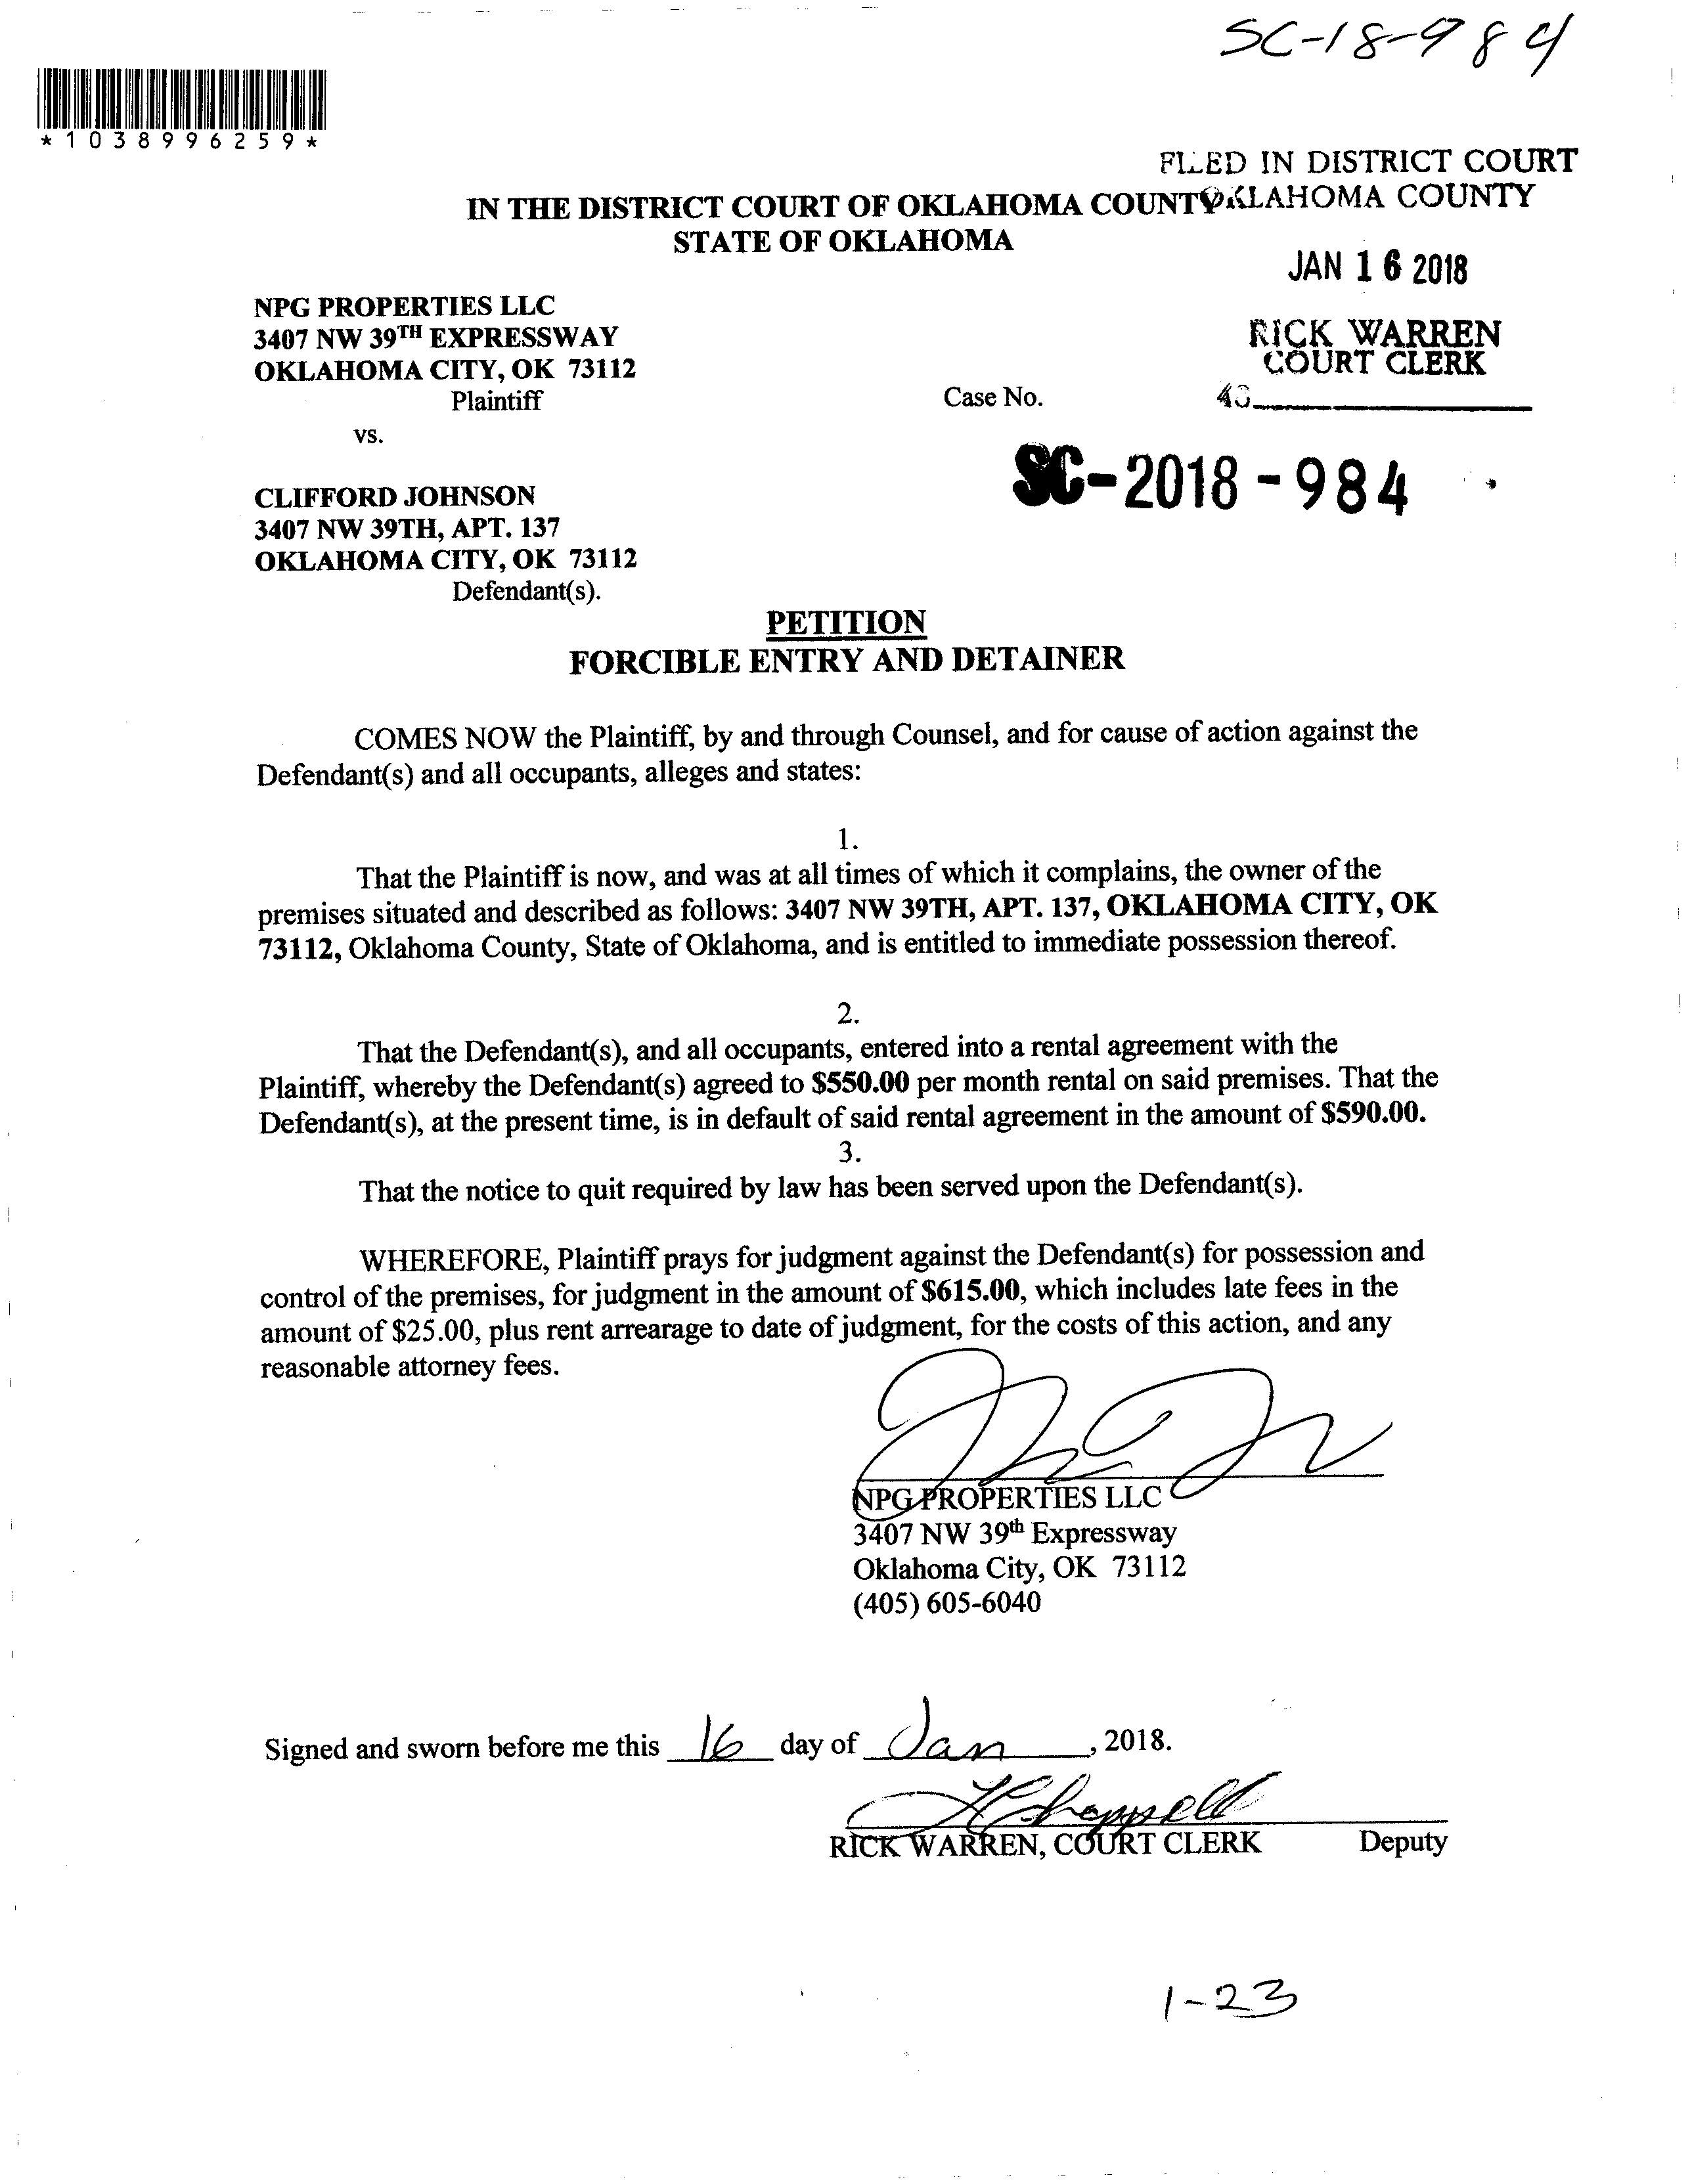 SC-18-984
*1038996259*
FILED IN DISTRICT COURT
OKLAHOMA COUNTY
IN THE DISTRICT COURT OF OKLAHOMA COUNTY
STATE OF OKLAHOMA
JAN 16 2018
NPG PROPERTIES LLC
3407 NW 39TH EXPRESSWAY
OKLAHOMA CITY, OK 73112
Plaintiff
RICK WARREN
COURT CLERK
Case No.
vs.
SC-2018-984
CLIFFORD JOHNSON
3407 NW 39TH, APT. 137
OKLAHOMA CITY, OK 73112
Defendant(s).
PETITION
FORCIBLE ENTRY AND DETAINER
COMES NOW the Plaintiff, by and through Counsel, and for cause of action against the
Defendant(s) and all occupants, alleges and states:
1.
That the Plaintiff is now, and was at all times of which it complains, the owner of the
premises situated and described as follows: 3407 NW 39TH, APT. 137, OKLAHOMA CITY, OK
73112, Oklahoma County, State of Oklahoma, and is entitled to immediate possession thereof.
2.
That the Defendant(s), and all occupants, entered into a rental agreement with the
Plaintiff, whereby the Defendant(s) agreed to $550.00 per month rental on said premises. That the
Defendant(s), at the present time, is in default of said rental agreement in the amount of $590.00.
3.
That the notice to quit required by law has been served upon the Defendant(s).
WHEREFORE, Plaintiff prays for judgment against the Defendant(s) for possession and
control of the premises, for judgment in the amount of $615.00, which includes late fees in the
amount of $25.00, plus rent arrearage to date of judgment, for the costs of this action, and any
reasonable attorney fees.
NPG PROPERTIES LLC
3407 NW 39th Expressway
Oklahoma City, OK 73112
(405) 605-6040
Signed and sworn before me this 16 day of Jan, 2018.
RICK WARREN, COURT CLERK Deputy
1-23